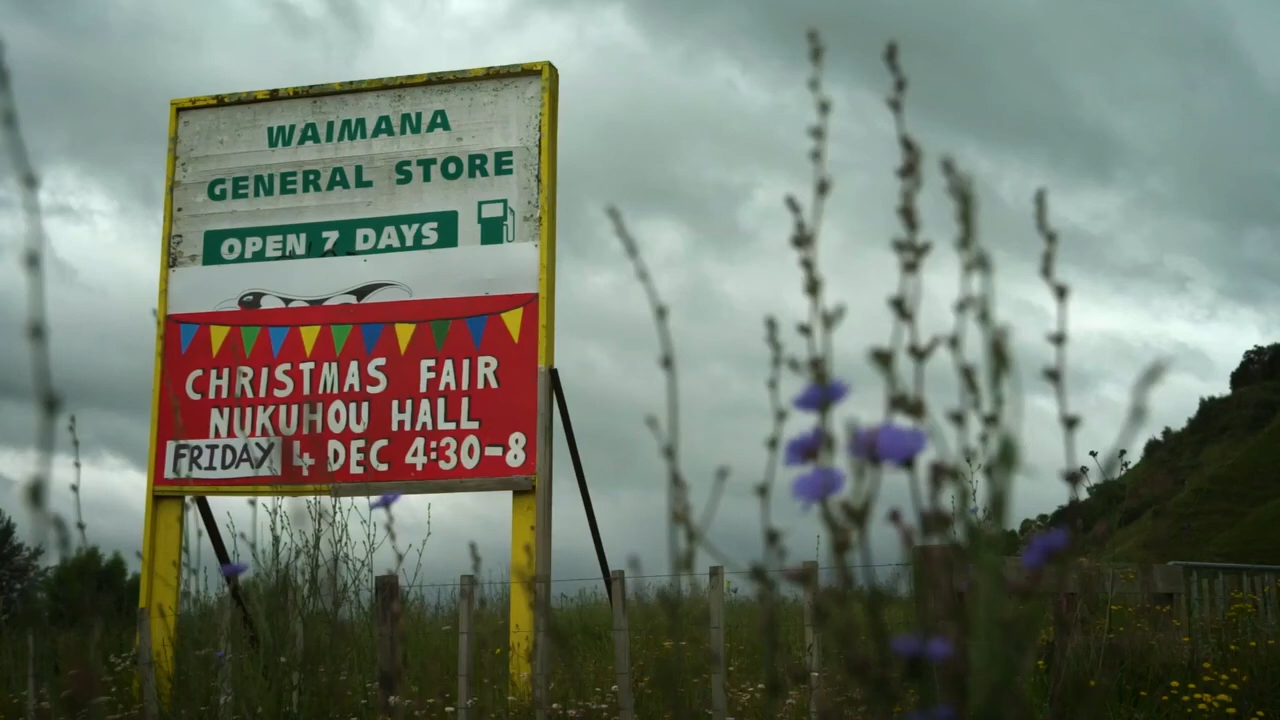 WAIMANA
GENERAL STORE
OPEN 7 DAYS
CHRISTMAS FAIR
NUKUHOU HALL
FRIDAY 4 DEC 4:30-8